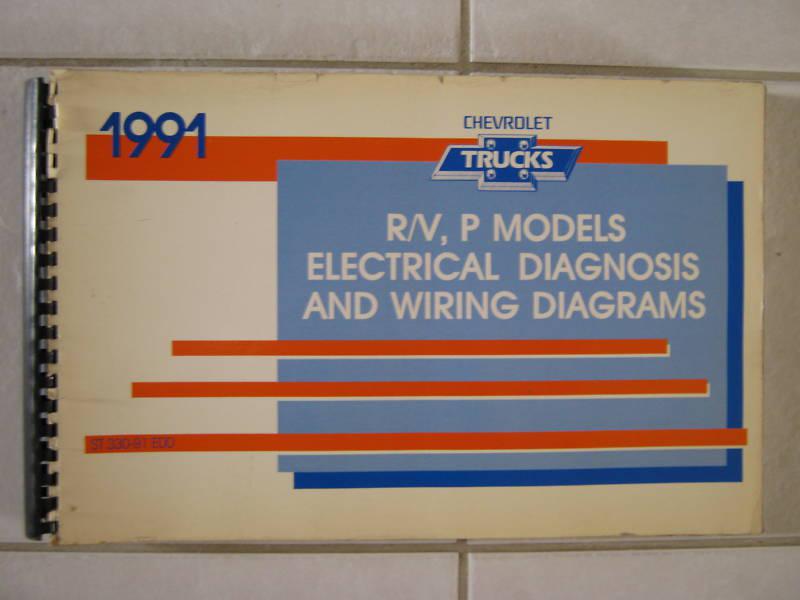 1991
CHEVROLET
TRUCKS
R/V, P MODELS
ELECTRICAL DIAGNOSIS
AND WIRING DIAGRAMS
ST 330-91 EDD